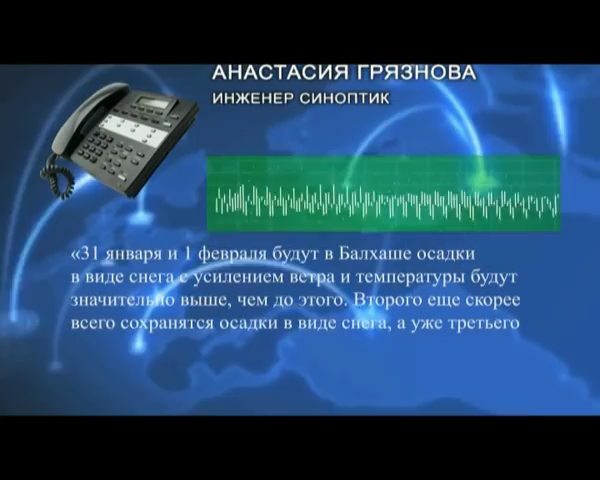 АНАСТАСИЯ ГРЯЗНОВА
ИНЖЕНЕР СИНОПТИК
«31 января и 1 февраля будут в Балхаше осадки
в виде снега с усилением ветра и температуры будут
значительно выше, чем до этого. Второго еще скорее
всего сохранятся осадки в виде снега, а уже третьего